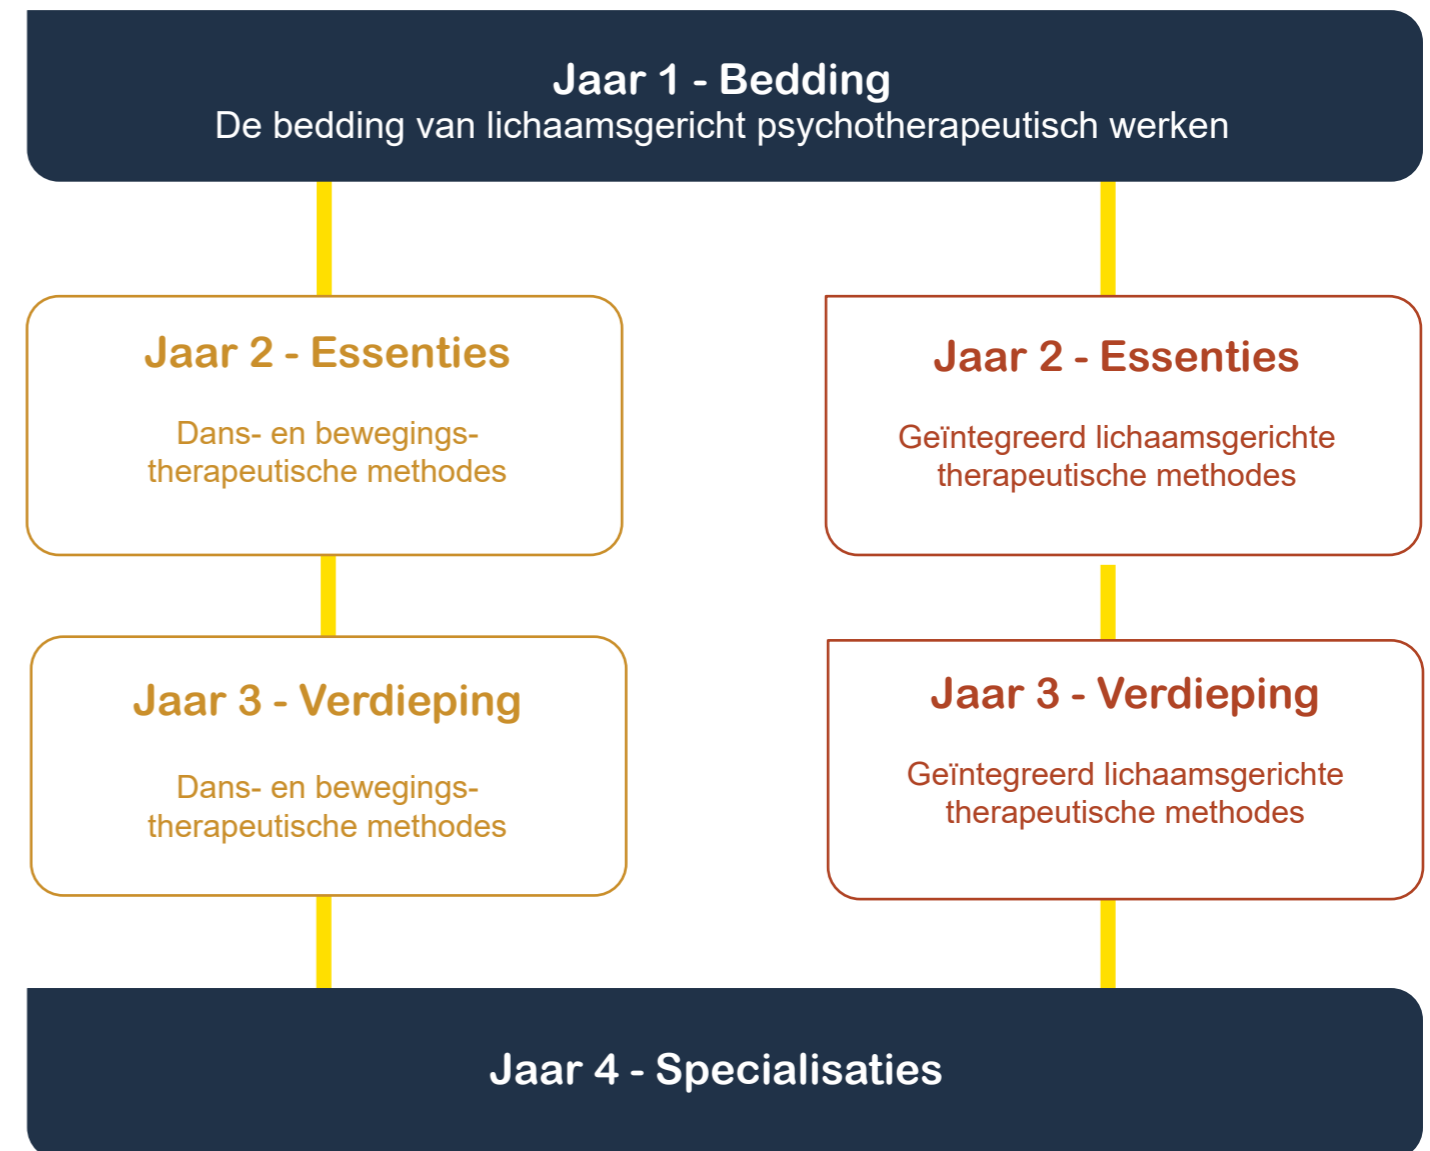 Jaar 1 - Bedding
De bedding van lichaamsgericht psychotherapeutisch werken
Jaar 2 - Essenties
Dans- en bewegings-
therapeutische methodes
Jaar 2 - Essenties
Geïntegreerd lichaamsgerichte
therapeutische methodes
Jaar 3 - Verdieping
Dans- en bewegings-
therapeutische methodes
Jaar 3 - Verdieping
Geïntegreerd lichaamsgerichte
therapeutische methodes
Jaar 4 - Specialisaties